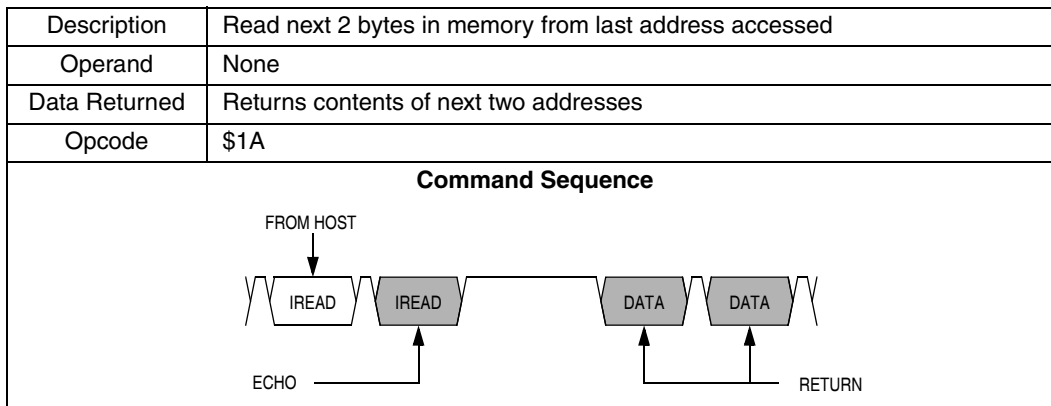 Description Read next 2 bytes in memory from last address accessed
Operand None
Data Returned Returns contents of next two addresses
Opcode $1A
Command Sequence
FROM HOST
IREAD IREAD DATA DATA
ECHO RETURN